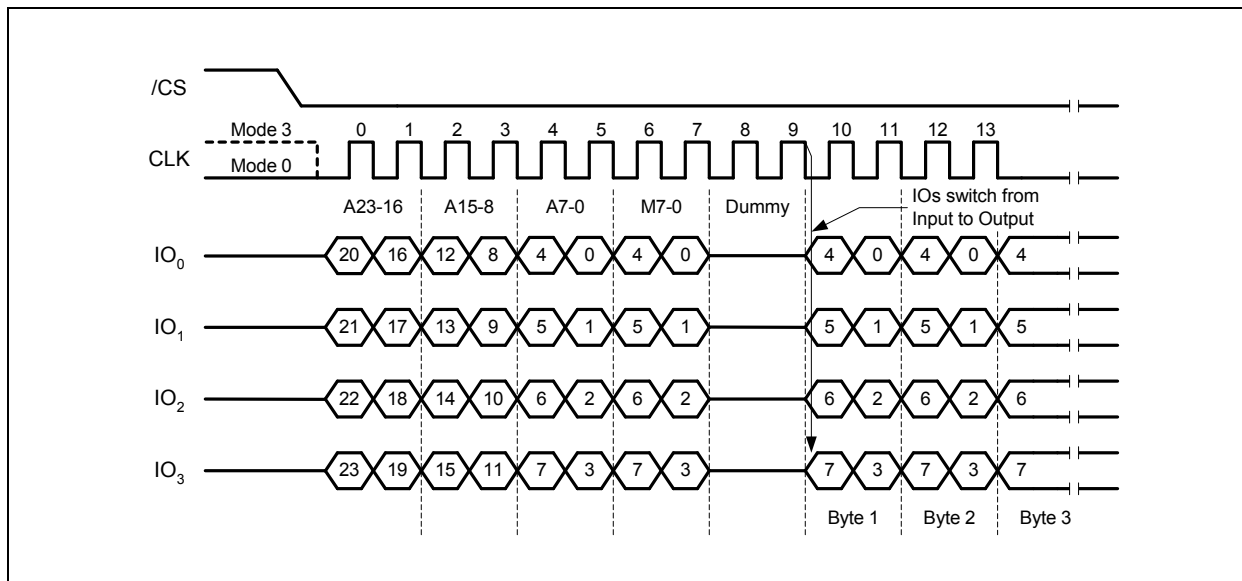 /CS
Mode 3 0 1 2 3 4 5 6 7 8 9 10 11 12 13
CLK
Mode 0
A23-16 A15-8 A7-0 M7-0 Dummy
IOs switch from
Input to Output
IO0 20 16 12 8 4 0 4 0 4 0 4 0 4
IO1 21 17 13 9 5 1 5 1 5 1 5 1 5
IO2 22 18 14 10 6 2 6 2 6 2 6 2 6
IO3 23 19 15 11 7 3 7 3 7 3 7 3 7
Byte 1 Byte 2 Byte 3